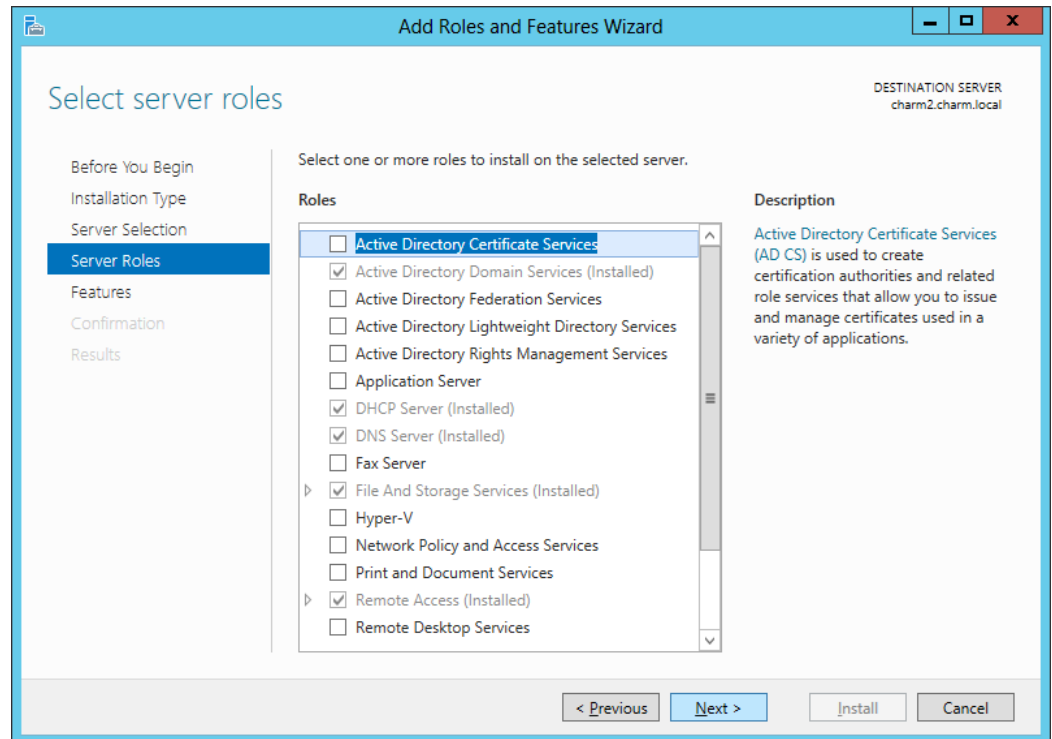 Add Roles and Features Wizard
Select server roles
DESTINATION SERVER
charm2.charm.local
Before You Begin
Installation Type
Server Selection
Server Roles
Features
Confirmation
Results
Select one or more roles to install on the selected server.
Roles
Active Directory Certificate Services
Active Directory Domain Services (Installed)
Active Directory Federation Services
Active Directory Lightweight Directory Services
Active Directory Rights Management Services
Application Server
DHCP Server (Installed)
DNS Server (Installed)
Fax Server
File And Storage Services (Installed)
Hyper-V
Network Policy and Access Services
Print and Document Services
Remote Access (Installed)
Remote Desktop Services
Description
Active Directory Certificate Services
(AD CS) is used to create
certification authorities and related
role services that allow you to issue
and manage certificates used in a
variety of applications.
< Previous
Next >
Install
Cancel